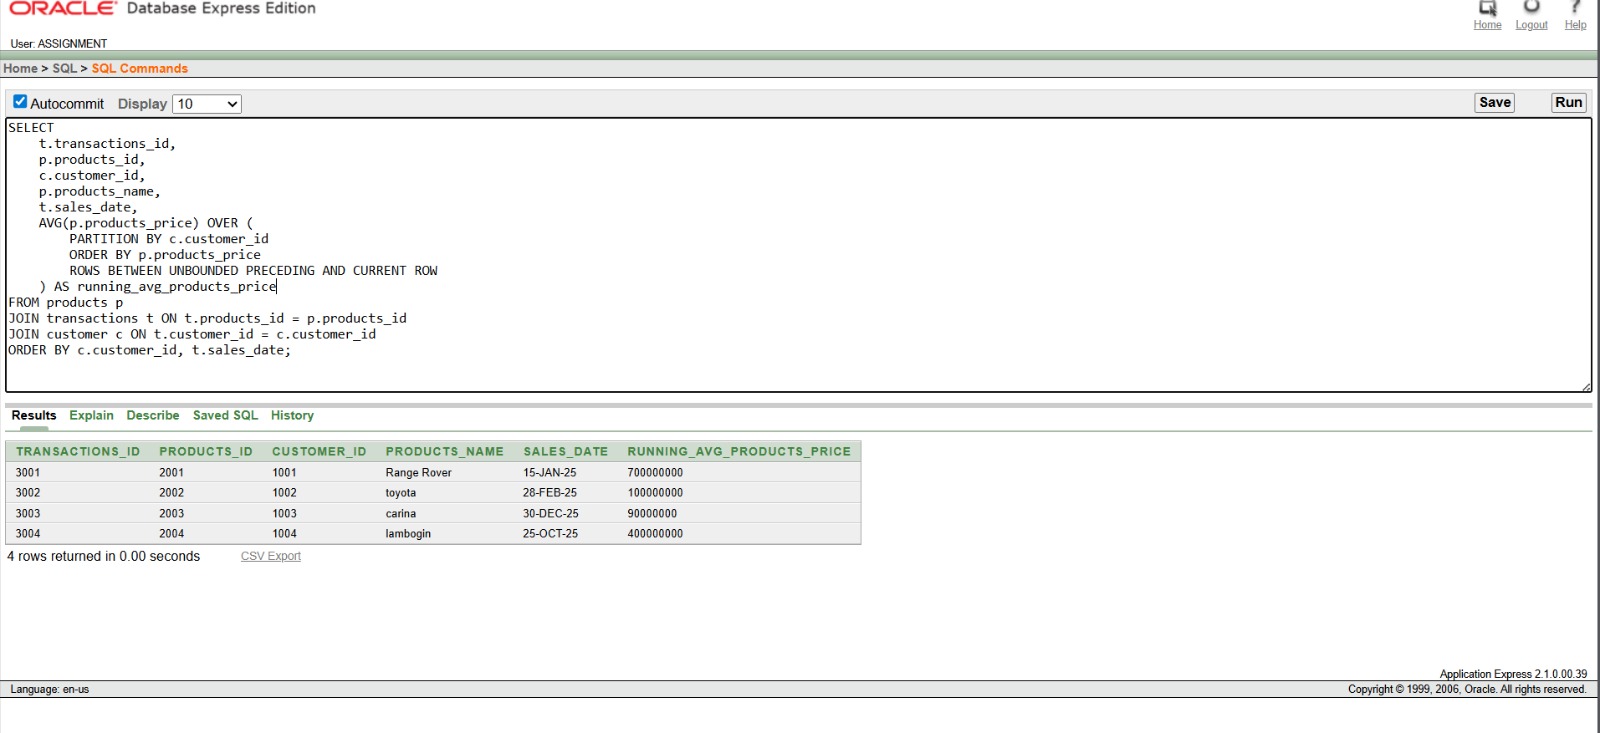 ORACLE Database Express Edition
Home Logout Help
User: ASSIGNMENT
Home > SQL > SQL Commands
Autocommit Display 10 Save Run
SELECT
t.transactions_id,
p.products_id,
c.customer_id,
p.products_name,
t.sales_date,
AVG(p.products_price) OVER (
PARTITION BY c.customer_id
ORDER BY p.products_price
ROWS BETWEEN UNBOUNDED PRECEDING AND CURRENT ROW
) AS running_avg_products_price
FROM products p
JOIN transactions t ON t.products_id = p.products_id
JOIN customer c ON t.customer_id = c.customer_id
ORDER BY c.customer_id, t.sales_date;
Results Explain Describe Saved SQL History
TRANSACTIONS_ID PRODUCTS_ID CUSTOMER_ID PRODUCTS_NAME SALES_DATE RUNNING_AVG_PRODUCTS_PRICE
3001 2001 1001 Range Rover 15-JAN-25 700000000
3002 2002 1002 toyota 28-FEB-25 100000000
3003 2003 1003 carina 30-DEC-25 90000000
3004 2004 1004 lambogin 25-OCT-25 400000000
4 rows returned in 0.00 seconds CSV Export
Application Express 2.1.0.00.39
Language: en-us Copyright © 1999, 2006, Oracle. All rights reserved.